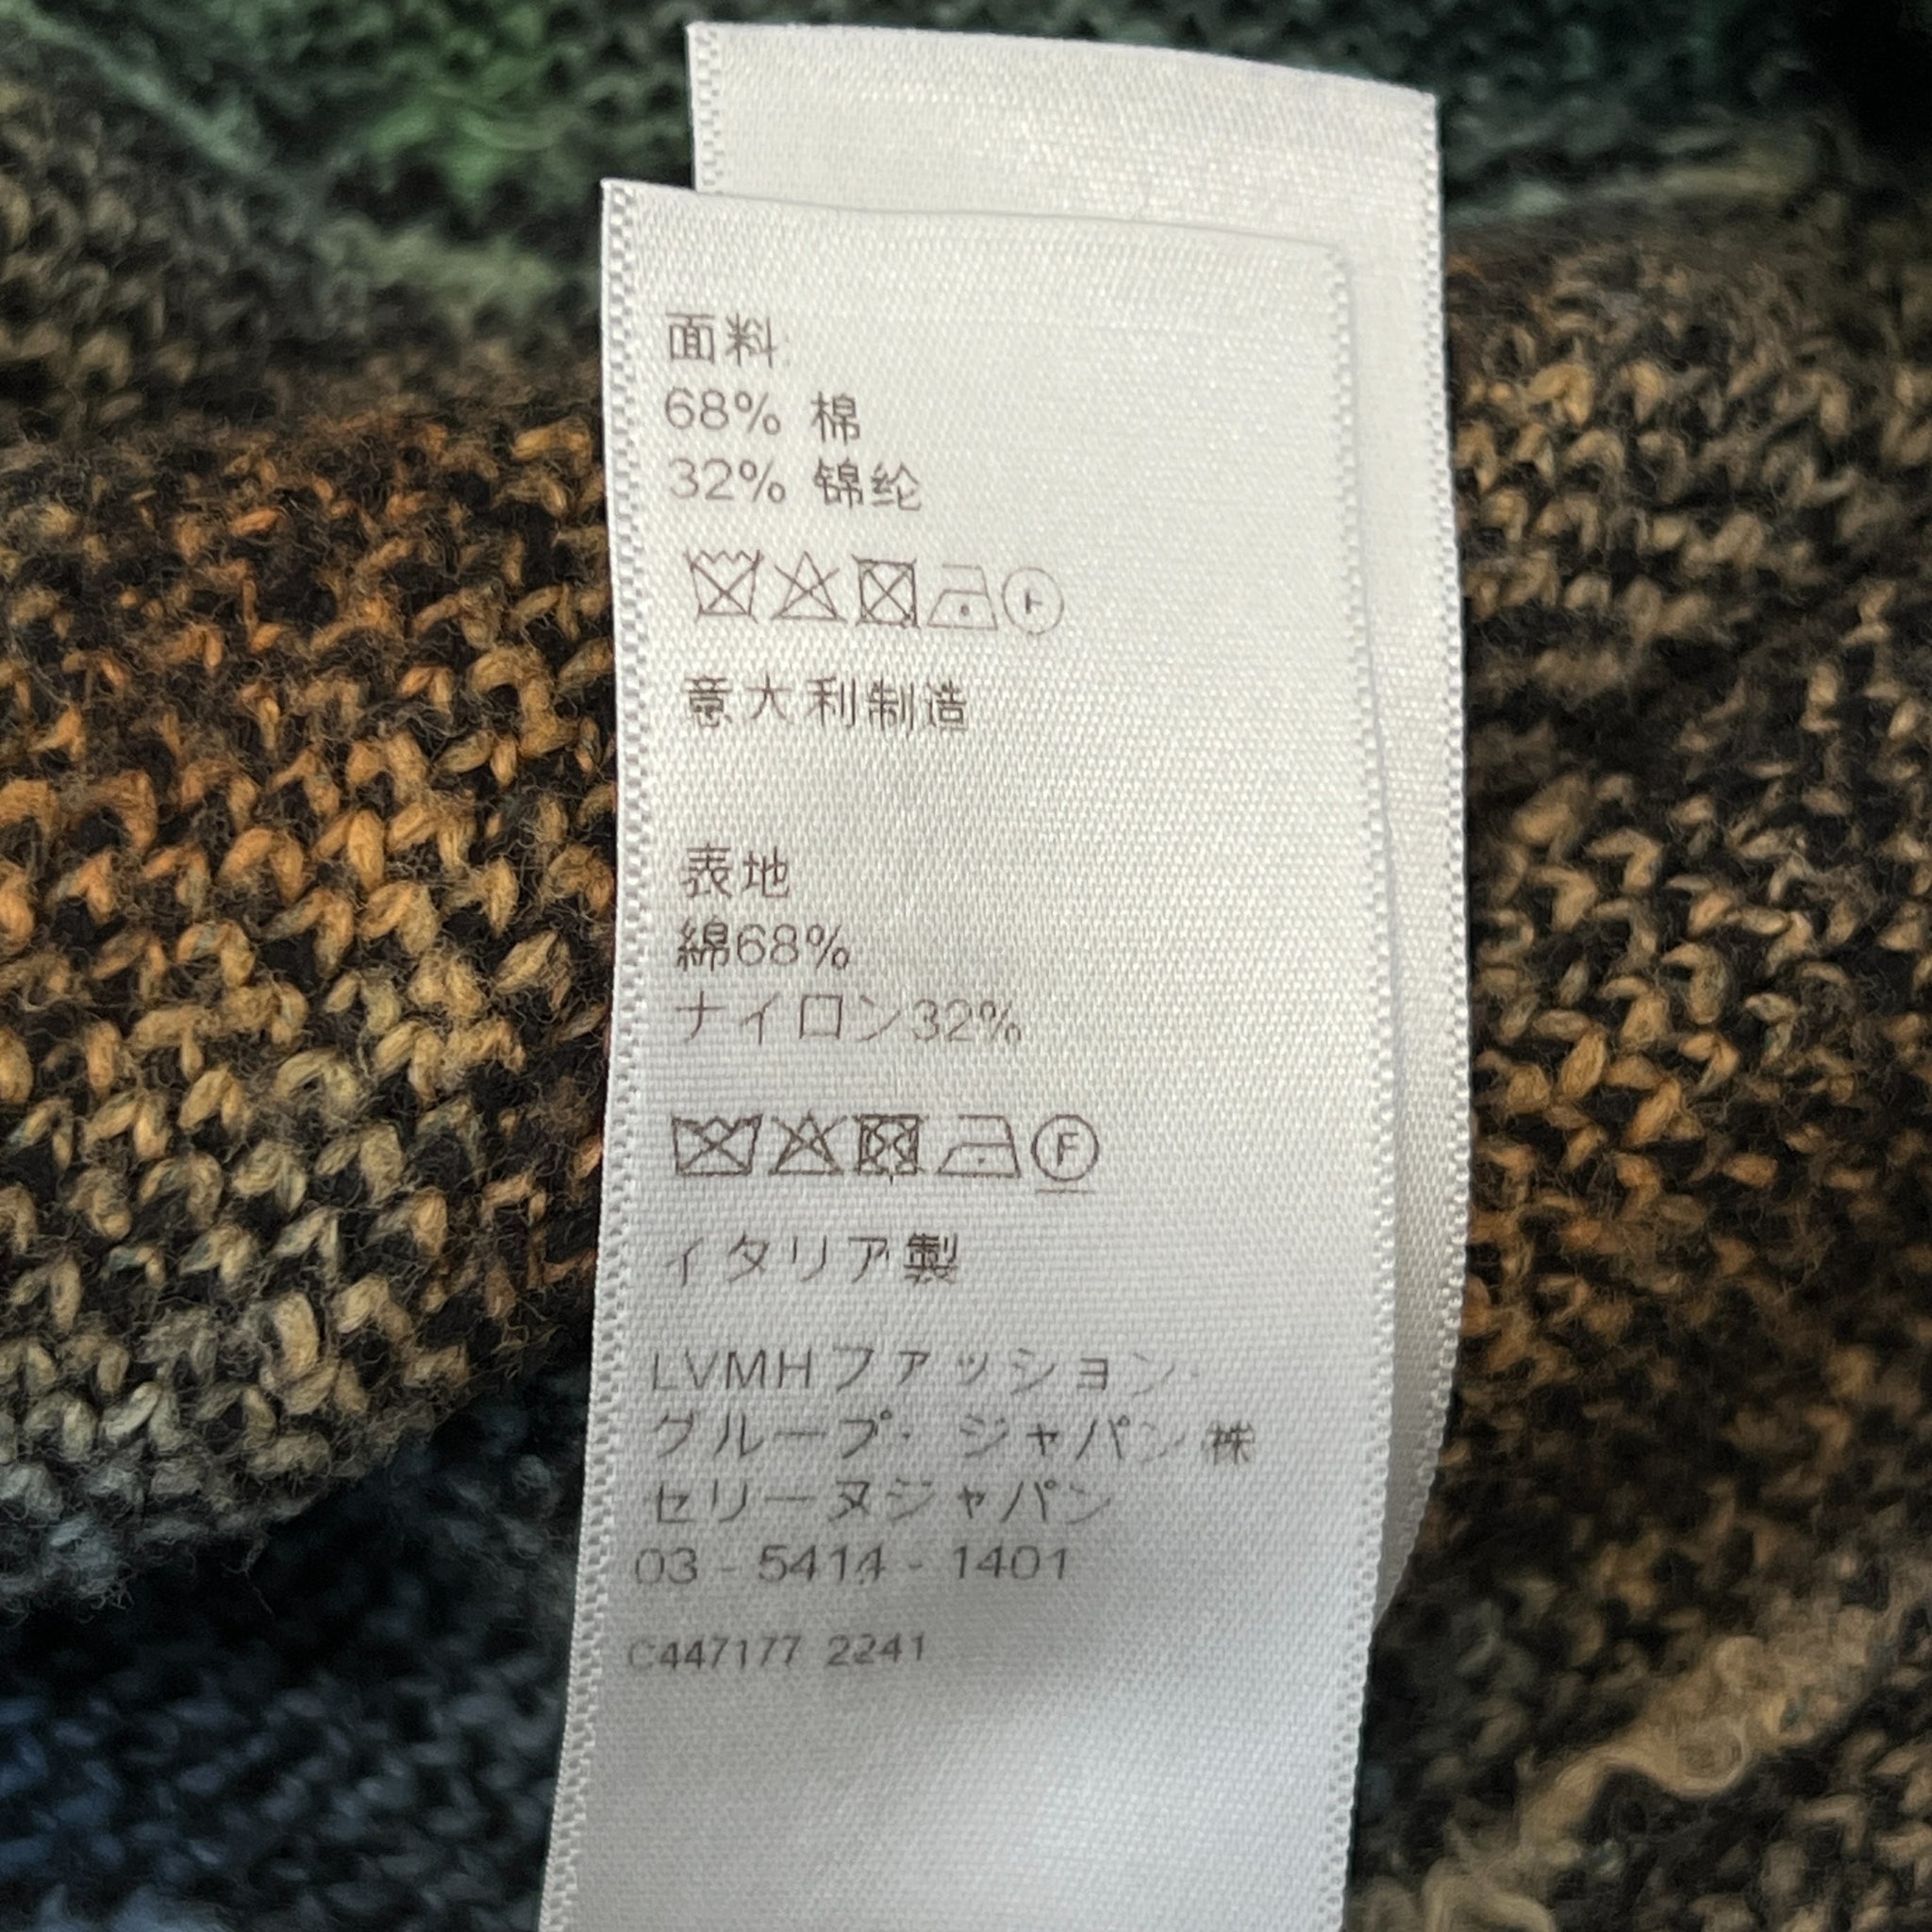 面料
68% 棉
32% 锦纶
F
意大利制造
表地
綿68%
ナイロン32%
F
イタリア製
LVMHファッション・
グループ・ジャパン㈱
セリーヌジャパン
03 - 5414 - 1401
C447177 2241